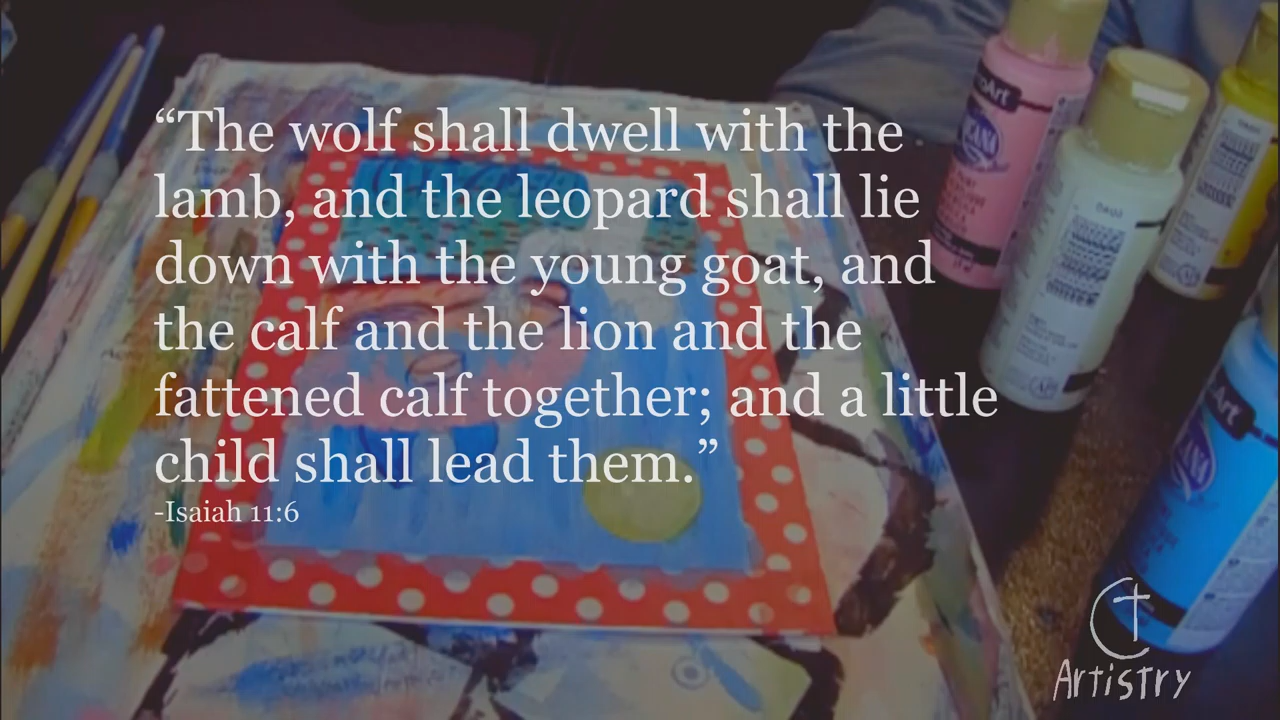 “The wolf shall dwell with the
lamb, and the leopard shall lie
down with the young goat, and
the calf and the lion and the
fattened calf together; and a little
child shall lead them.”
-Isaiah 11:6
Artistry